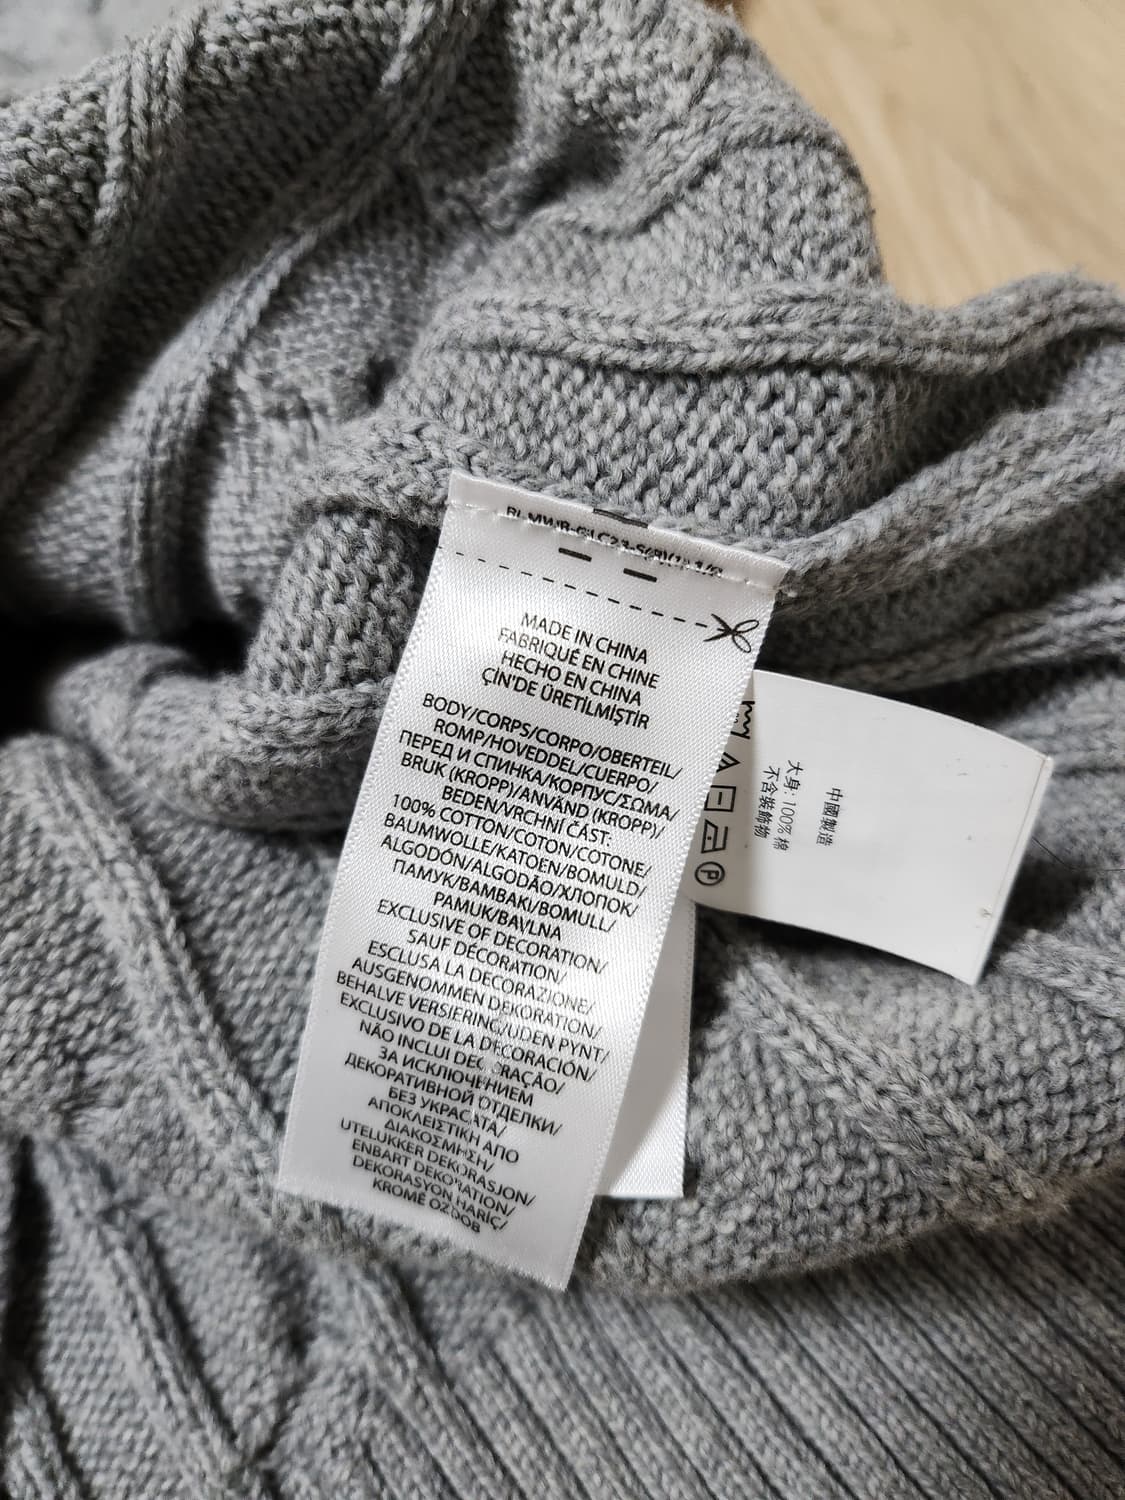 MADE IN CHINA
FABRIQUÉ EN CHINE
HECHO EN CHINA
ÇİN'DE ÜRETİLMİŞTİR
BODY/CORPS/CORPO/OBERTEIL/
ROMP/HOVEDDEL/CUERPO/
ПЕРЕД И СПИНКА/КОРПУС/ΣΩΜΑ/
BRUK (KROPP)/ANVÄND (KROPP)/
BEDEN/VRCHNÍ ČÁST:
100% COTTON/COTON/COTONE/
BAUMWOLLE/KATOEN/BOMULD/
ALGODÓN/ALGODÃO/ХЛОПОК/
ПАМУК/ΒΑΜΒΑΚΙ/BOMULL/
PAMUK/BAVLNA
EXCLUSIVE OF DECORATION/
SAUF DÉCORATION/
ESCLUSA LA DECORAZIONE/
AUSGENOMMEN DEKORATION/
BEHALVE VERSIERING/UDEN PYNT/
EXCLUSIVO DE LA DECORACIÓN/
NÃO INCLUI DECORAÇÃO/
ЗА ИСКЛЮЧЕНИЕМ
ДЕКОРАТИВНОЙ ОТДЕЛКИ/
БЕЗ УКРАСАТА/
ΑΠΟΚΛΕΙΣΤΙΚΗ ΑΠΟ
ΔΙΑΚΟΣΜΗΣΗ/
UTELUKKER DEKORASJON/
ENBART DEKORATION/
DEKORASYON HARİÇ/
KROMĚ OZDOB
中國製造
大身: 100% 棉
不含裝飾物
P